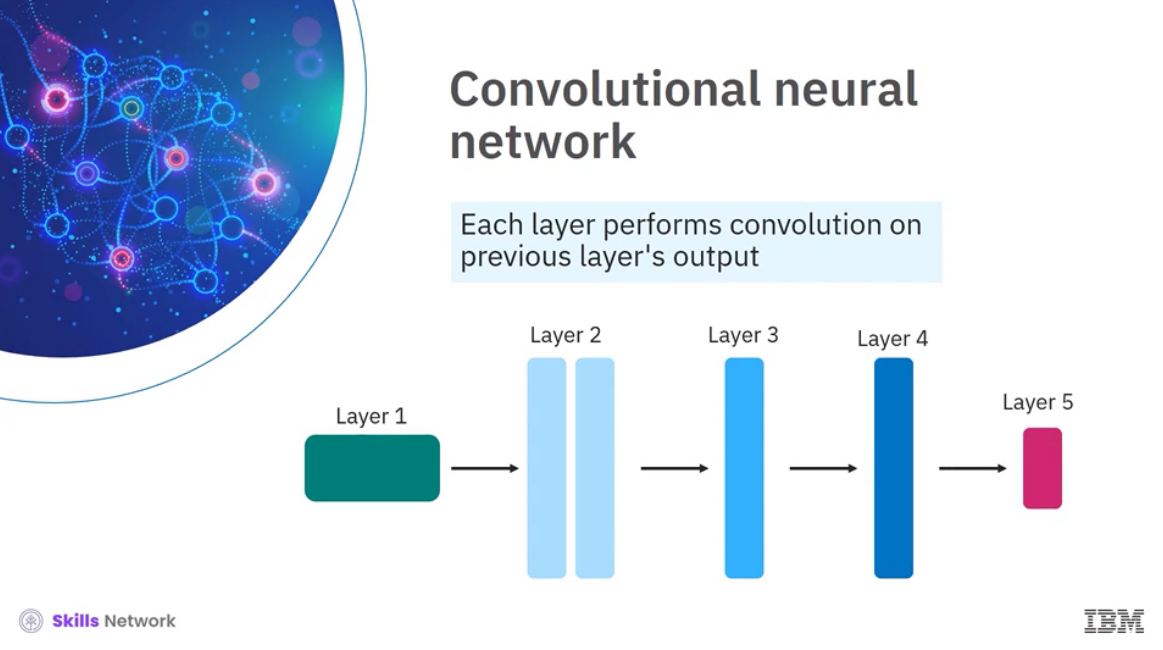 Convolutional neural
network
Each layer performs convolution on
previous layer's output
Layer 1
Layer 2
Layer 3
Layer 4
Layer 5
Skills Network
IBM